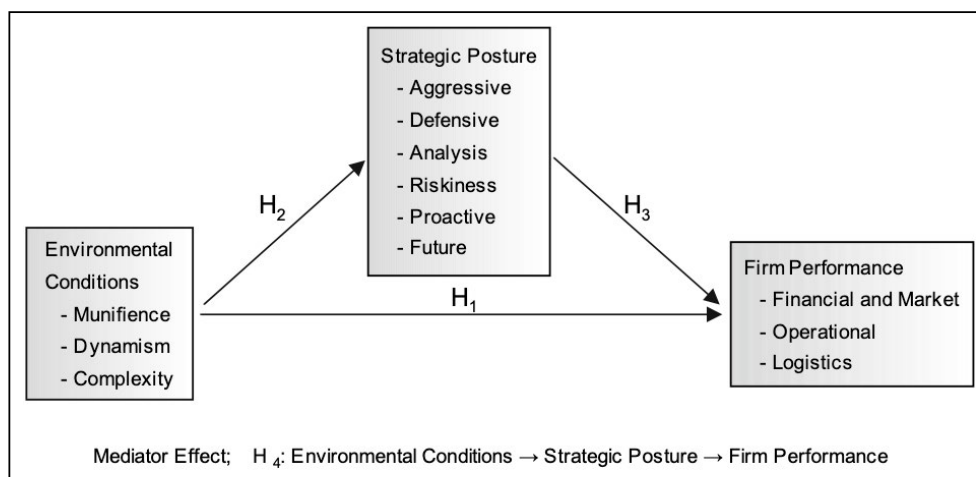 Strategic Posture
- Aggressive
- Defensive
- Analysis
- Riskiness
- Proactive
- Future
H2
H3
Environmental
Conditions
- Munifience
- Dynamism
- Complexity
H1
Firm Performance
- Financial and Market
- Operational
- Logistics
Mediator Effect; H 4: Environmental Conditions → Strategic Posture → Firm Performance